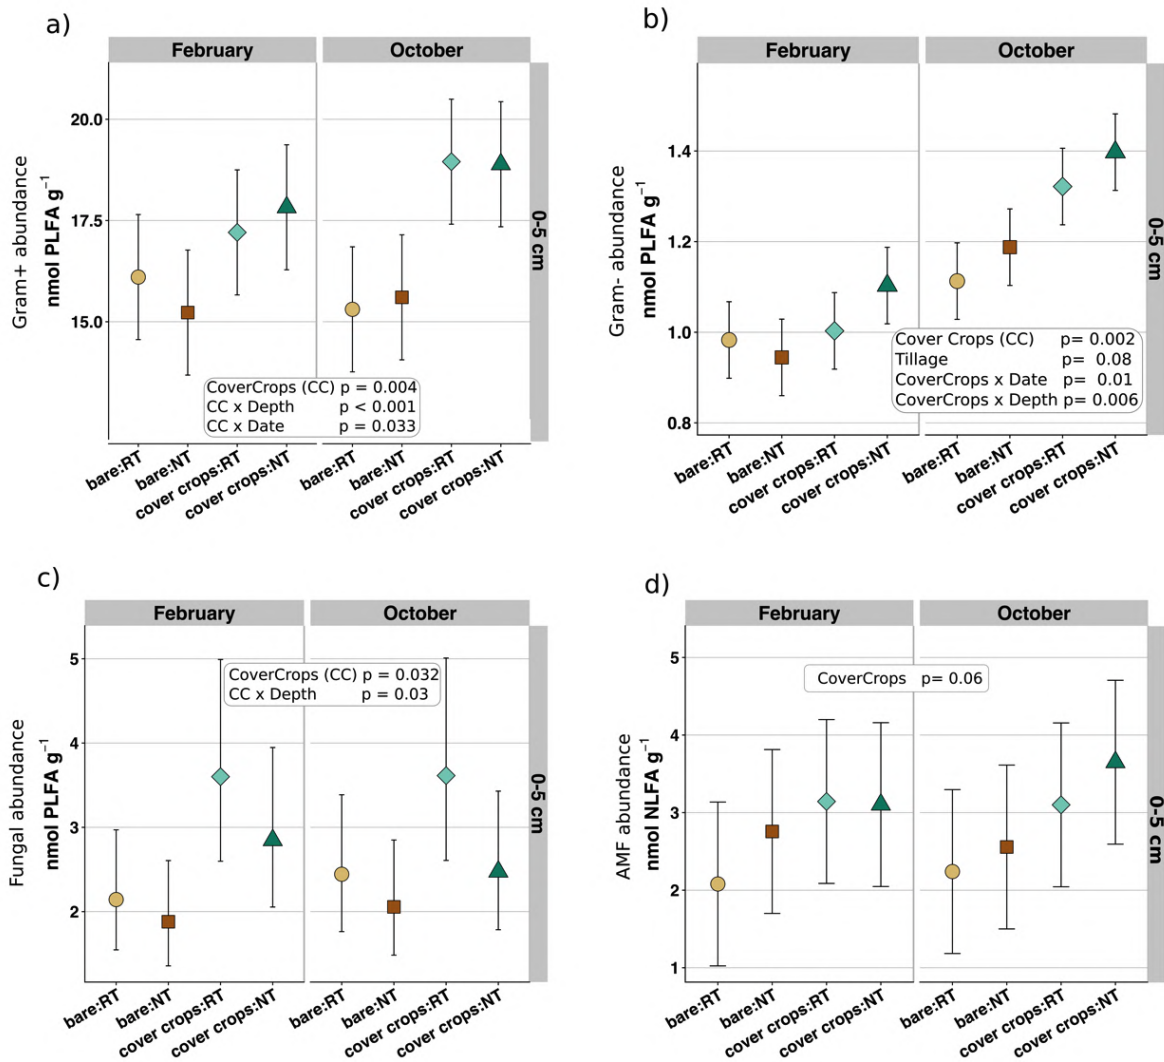 a)
February
October
20.0
17.5
15.0
Gram+ abundance
nmol PLFA g⁻¹
0-5 cm
CoverCrops (CC) p = 0.004
CC x Depth p < 0.001
CC x Date p = 0.033
bare:RT
bare:NT
cover crops:RT
cover crops:NT
bare:RT
bare:NT
cover crops:RT
cover crops:NT
b)
February
October
1.4
1.2
1.0
0.8
Gram- abundance
nmol PLFA g⁻¹
0-5 cm
Cover Crops (CC) p= 0.002
Tillage p= 0.08
CoverCrops x Date p= 0.01
CoverCrops x Depth p= 0.006
bare:RT
bare:NT
cover crops:RT
cover crops:NT
bare:RT
bare:NT
cover crops:RT
cover crops:NT
c)
February
October
5
4
3
2
Fungal abundance
nmol PLFA g⁻¹
0-5 cm
CoverCrops (CC) p = 0.032
CC x Depth p = 0.03
bare:RT
bare:NT
cover crops:RT
cover crops:NT
bare:RT
bare:NT
cover crops:RT
cover crops:NT
d)
February
October
5
4
3
2
1
AMF abundance
nmol NLFA g⁻¹
0-5 cm
CoverCrops p= 0.06
bare:RT
bare:NT
cover crops:RT
cover crops:NT
bare:RT
bare:NT
cover crops:RT
cover crops:NT